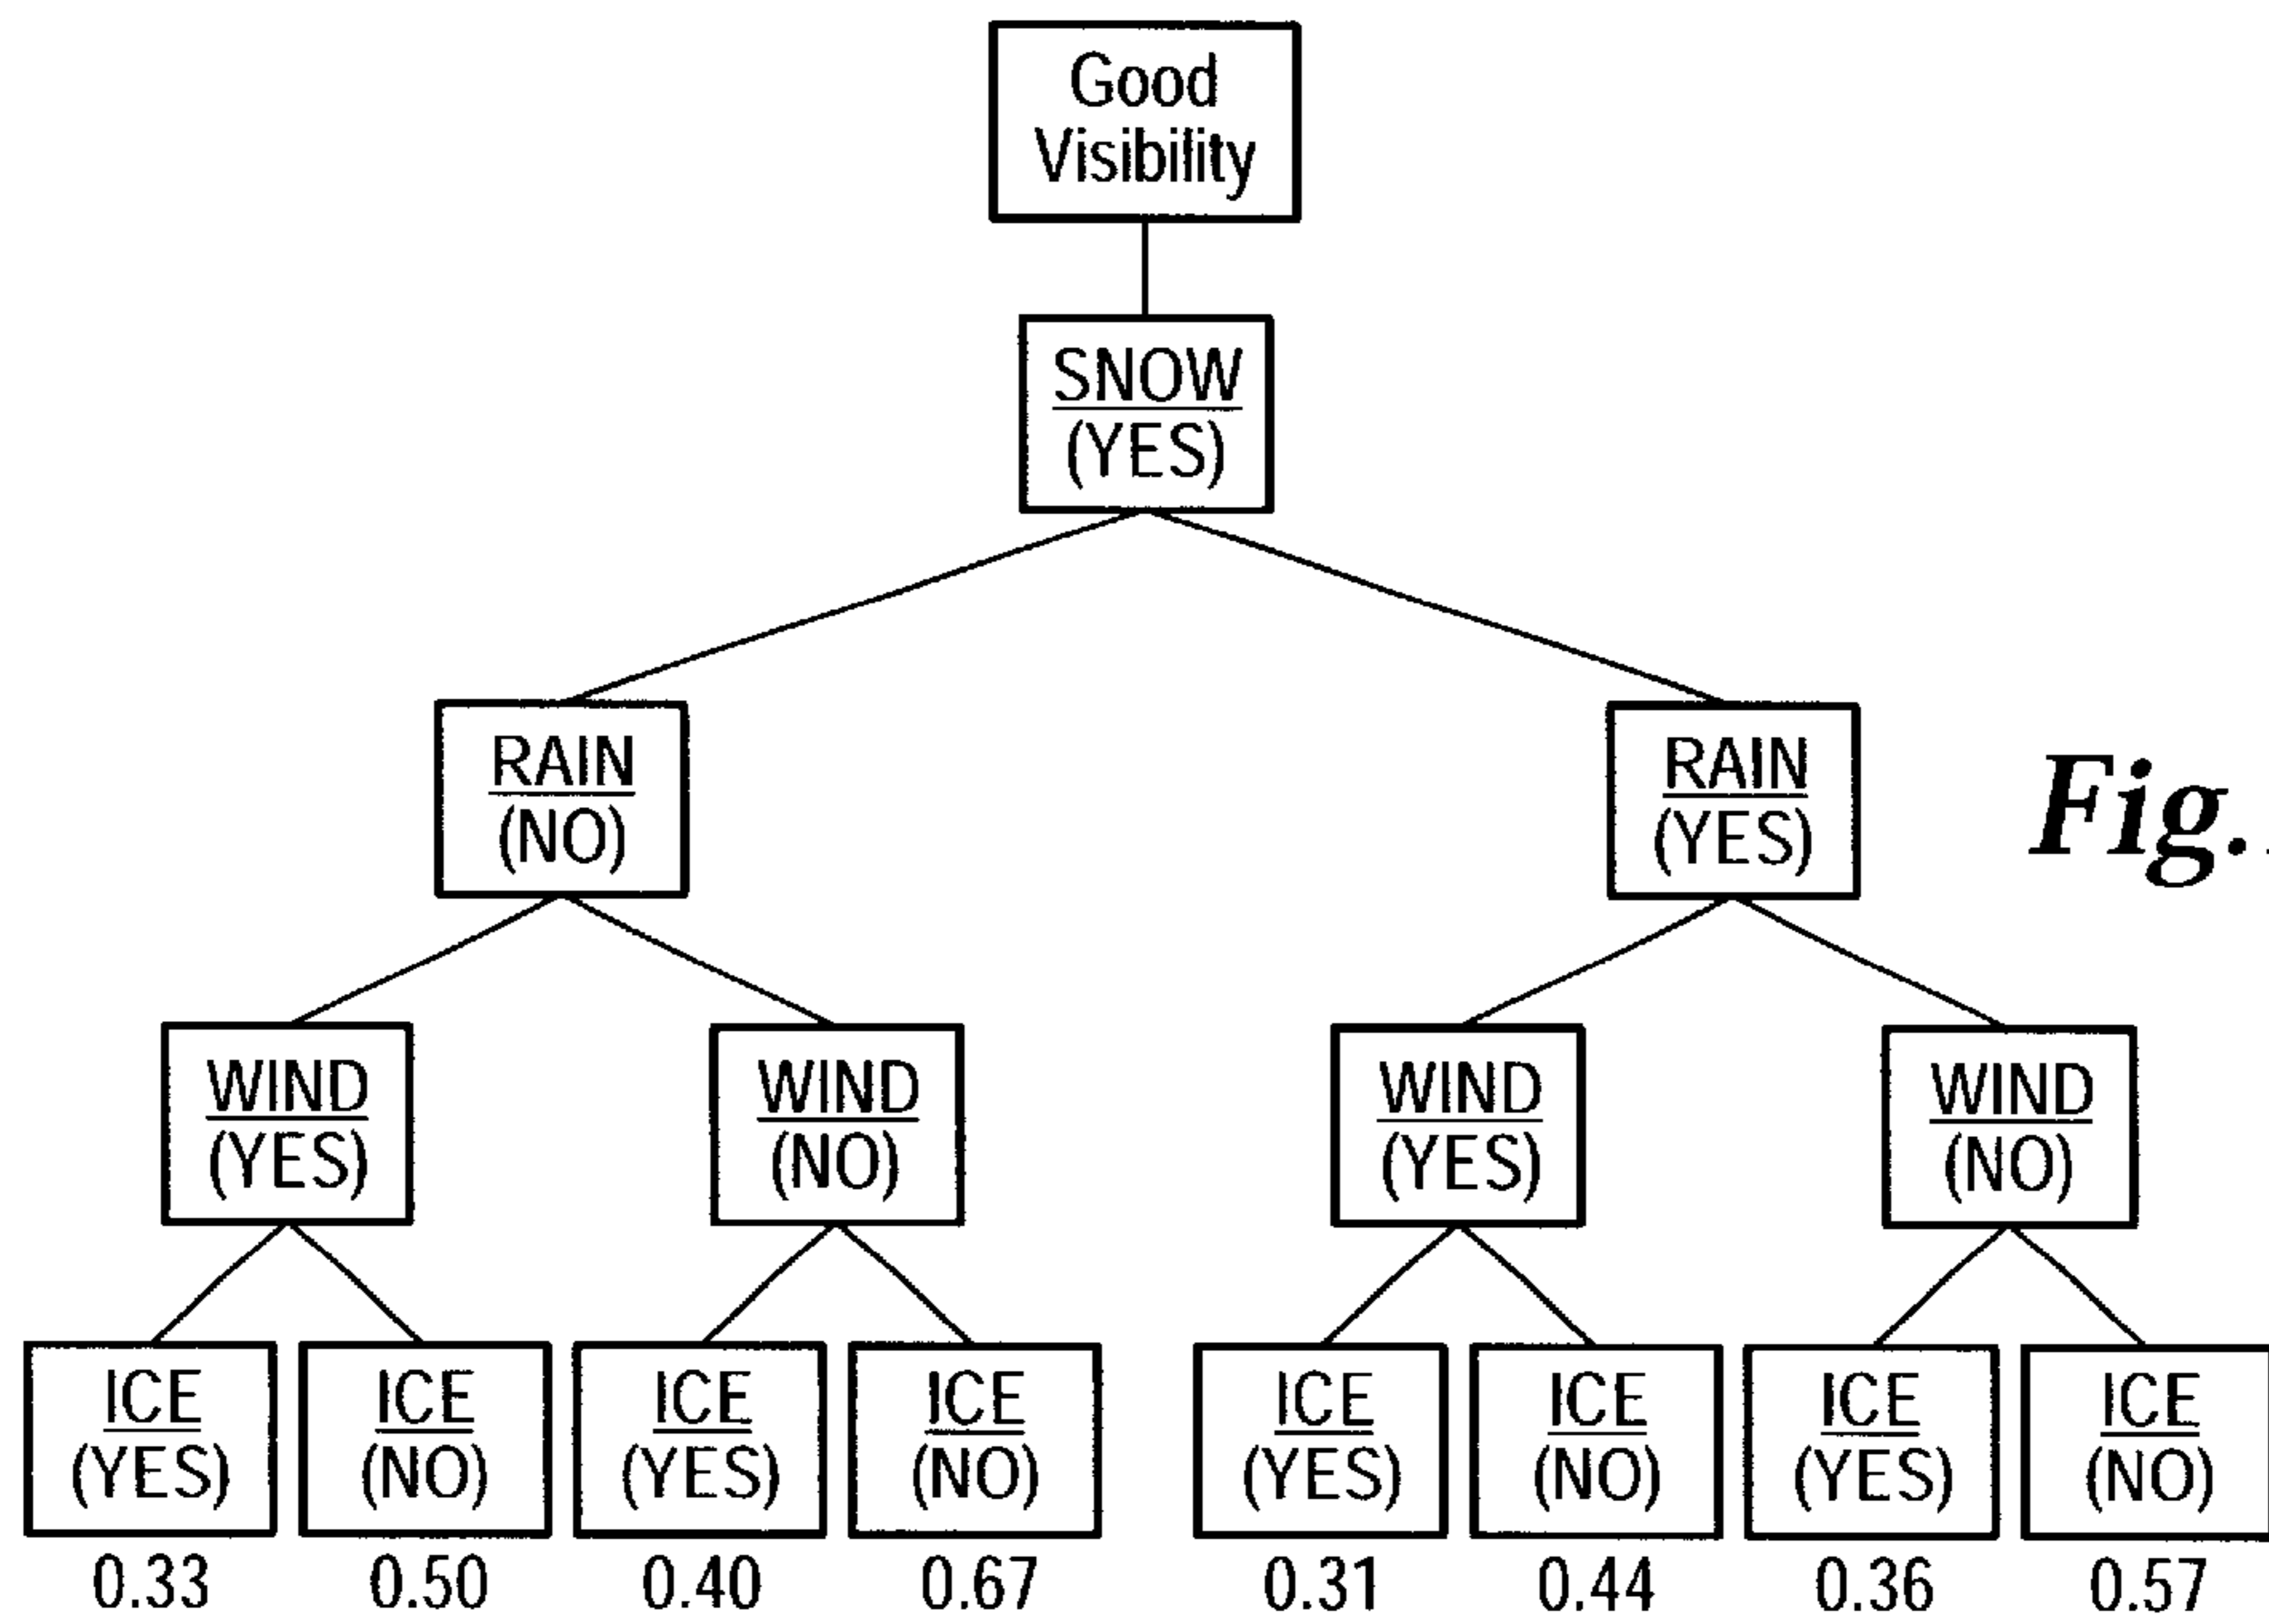 Good
Visibility
SNOW
(YES)
RAIN
(NO)
RAIN
(YES)
Fig.
WIND
(YES)
WIND
(NO)
WIND
(YES)
WIND
(NO)
ICE
(YES)
ICE
(NO)
ICE
(YES)
ICE
(NO)
ICE
(YES)
ICE
(NO)
ICE
(YES)
ICE
(NO)
0.33
0.50
0.40
0.67
0.31
0.44
0.36
0.57